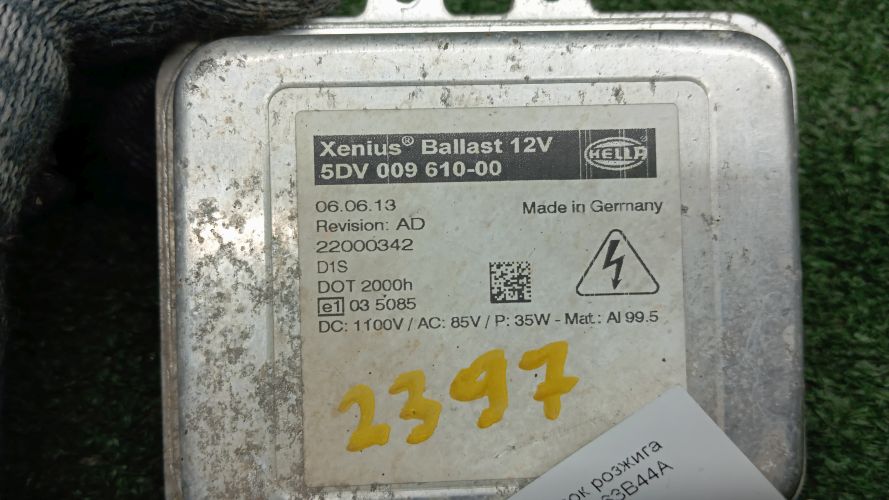 Xenius® Ballast 12V
5DV 009 610-00
HELLA
06.06.13
Made in Germany
Revision: AD
22000342
D1S
DOT 2000h
e1 03 5085
DC: 1100V / AC: 85V / P: 35W - Mat.: Al 99.5
2397
розжига